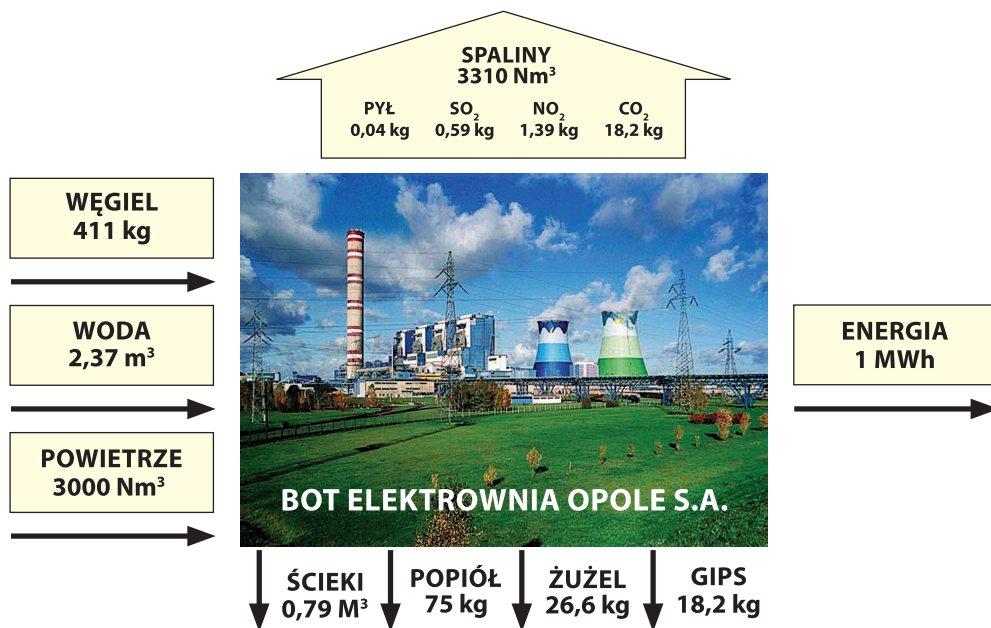 SPALINY
3310 Nm³
PYŁ SO₂ NO₂ CO₂
0,04 kg 0,59 kg 1,39 kg 18,2 kg
WĘGIEL
411 kg
WODA
2,37 m³
POWIETRZE
3000 Nm³
ENERGIA
1 MWh
BOT ELEKTROWNIA OPOLE S.A.
ŚCIEKI POPIÓŁ ŻUŻEL GIPS
0,79 M³ 75 kg 26,6 kg 18,2 kg